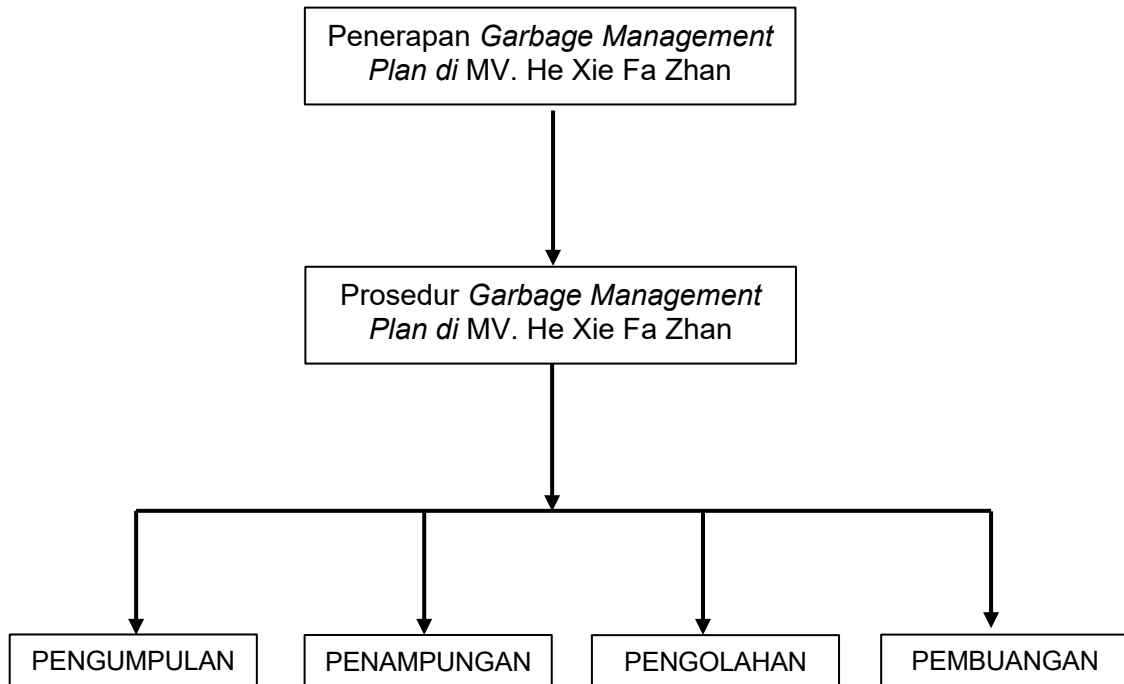 Penerapan Garbage Management
Plan di MV. He Xie Fa Zhan
Prosedur Garbage Management
Plan di MV. He Xie Fa Zhan
PENGUMPULAN
PENAMPUNGAN
PENGOLAHAN
PEMBUANGAN